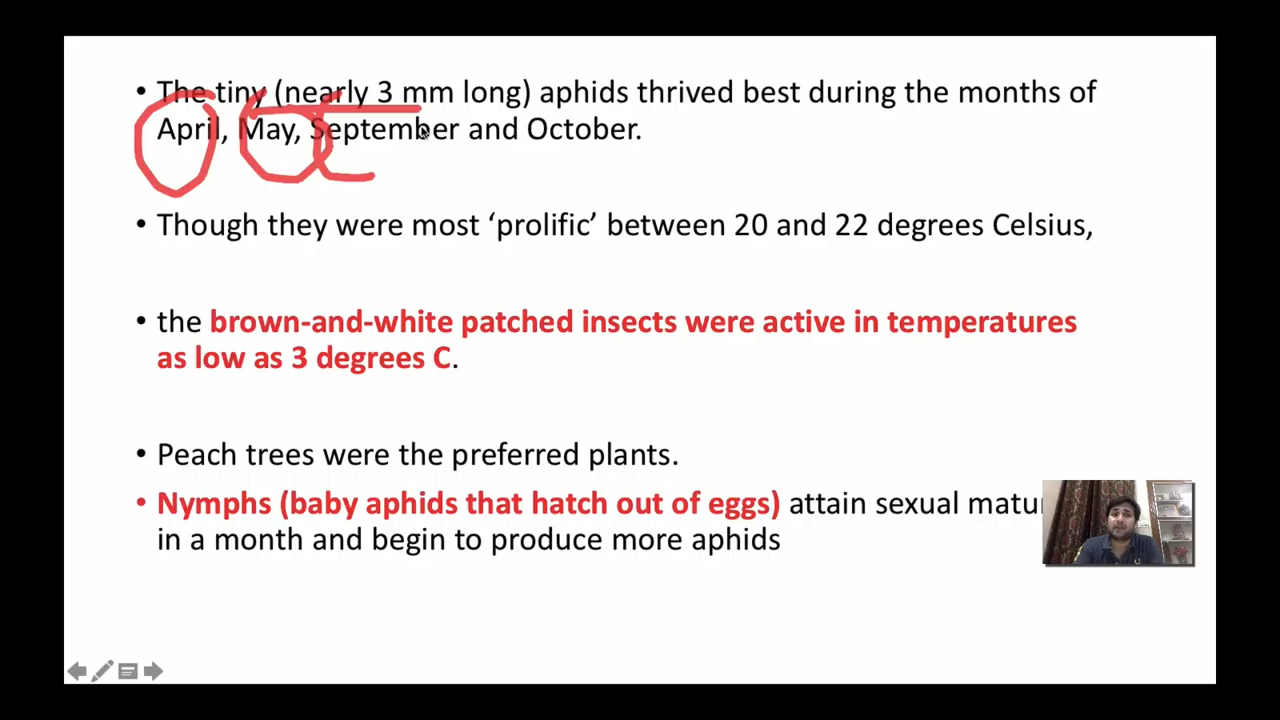 • The tiny (nearly 3 mm long) aphids thrived best during the months of
April, May, September and October.
• Though they were most ‘prolific’ between 20 and 22 degrees Celsius,
• the brown-and-white patched insects were active in temperatures
as low as 3 degrees C.
• Peach trees were the preferred plants.
• Nymphs (baby aphids that hatch out of eggs) attain sexual
in a month and begin to produce more aphids